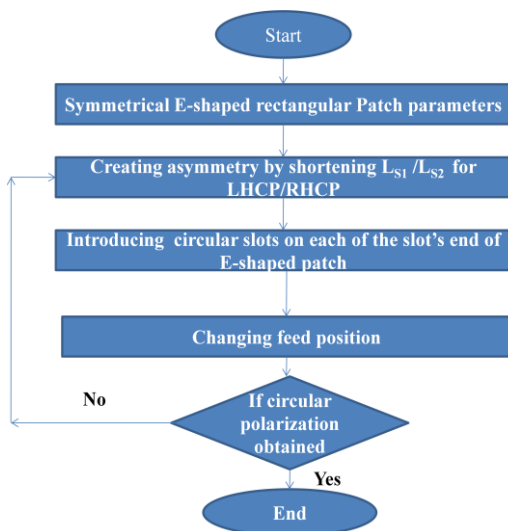 Start
Symmetrical E-shaped rectangular Patch parameters
Creating asymmetry by shortening LS1 /LS2 for
LHCP/RHCP
Introducing circular slots on each of the slot's end of
E-shaped patch
Changing feed position
If circular
polarization
obtained
No
Yes
End